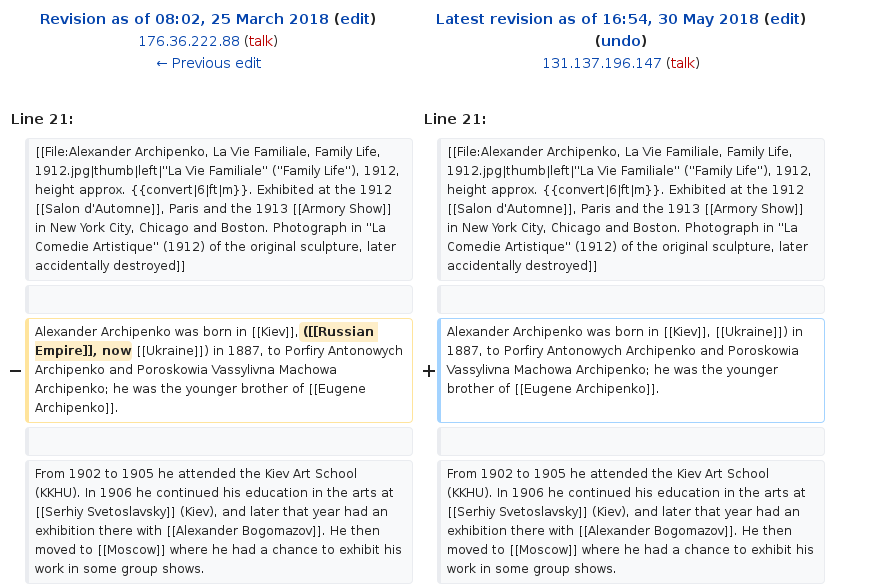 Revision as of 08:02, 25 March 2018 (edit)
176.36.222.88 (talk)
← Previous edit
Latest revision as of 16:54, 30 May 2018 (edit)
(undo)
131.137.196.147 (talk)
Line 21:
Line 21:
[[File:Alexander Archipenko, La Vie Familiale, Family Life,
1912.jpg|thumb|left|''La Vie Familiale'' (''Family Life''), 1912,
height approx. {{convert|6|ft|m}}. Exhibited at the 1912
[[Salon d'Automne]], Paris and the 1913 [[Armory Show]]
in New York City, Chicago and Boston. Photograph in ''La
Comedie Artistique'' (1912) of the original sculpture, later
accidentally destroyed]]
[[File:Alexander Archipenko, La Vie Familiale, Family Life,
1912.jpg|thumb|left|''La Vie Familiale'' (''Family Life''), 1912,
height approx. {{convert|6|ft|m}}. Exhibited at the 1912
[[Salon d'Automne]], Paris and the 1913 [[Armory Show]]
in New York City, Chicago and Boston. Photograph in ''La
Comedie Artistique'' (1912) of the original sculpture, later
accidentally destroyed]]
−
Alexander Archipenko was born in [[Kiev]], ([[Russian
Empire]], now [[Ukraine]]) in 1887, to Porfiry Antonowych
Archipenko and Poroskowia Vassylivna Machowa
Archipenko; he was the younger brother of [[Eugene
Archipenko]].
+
Alexander Archipenko was born in [[Kiev]], [[Ukraine]]) in
1887, to Porfiry Antonowych Archipenko and Poroskowia
Vassylivna Machowa Archipenko; he was the younger
brother of [[Eugene Archipenko]].
From 1902 to 1905 he attended the Kiev Art School
(KKHU). In 1906 he continued his education in the arts at
[[Serhiy Svetoslavsky]] (Kiev), and later that year had an
exhibition there with [[Alexander Bogomazov]]. He then
moved to [[Moscow]] where he had a chance to exhibit his
work in some group shows.
From 1902 to 1905 he attended the Kiev Art School
(KKHU). In 1906 he continued his education in the arts at
[[Serhiy Svetoslavsky]] (Kiev), and later that year had an
exhibition there with [[Alexander Bogomazov]]. He then
moved to [[Moscow]] where he had a chance to exhibit his
work in some group shows.